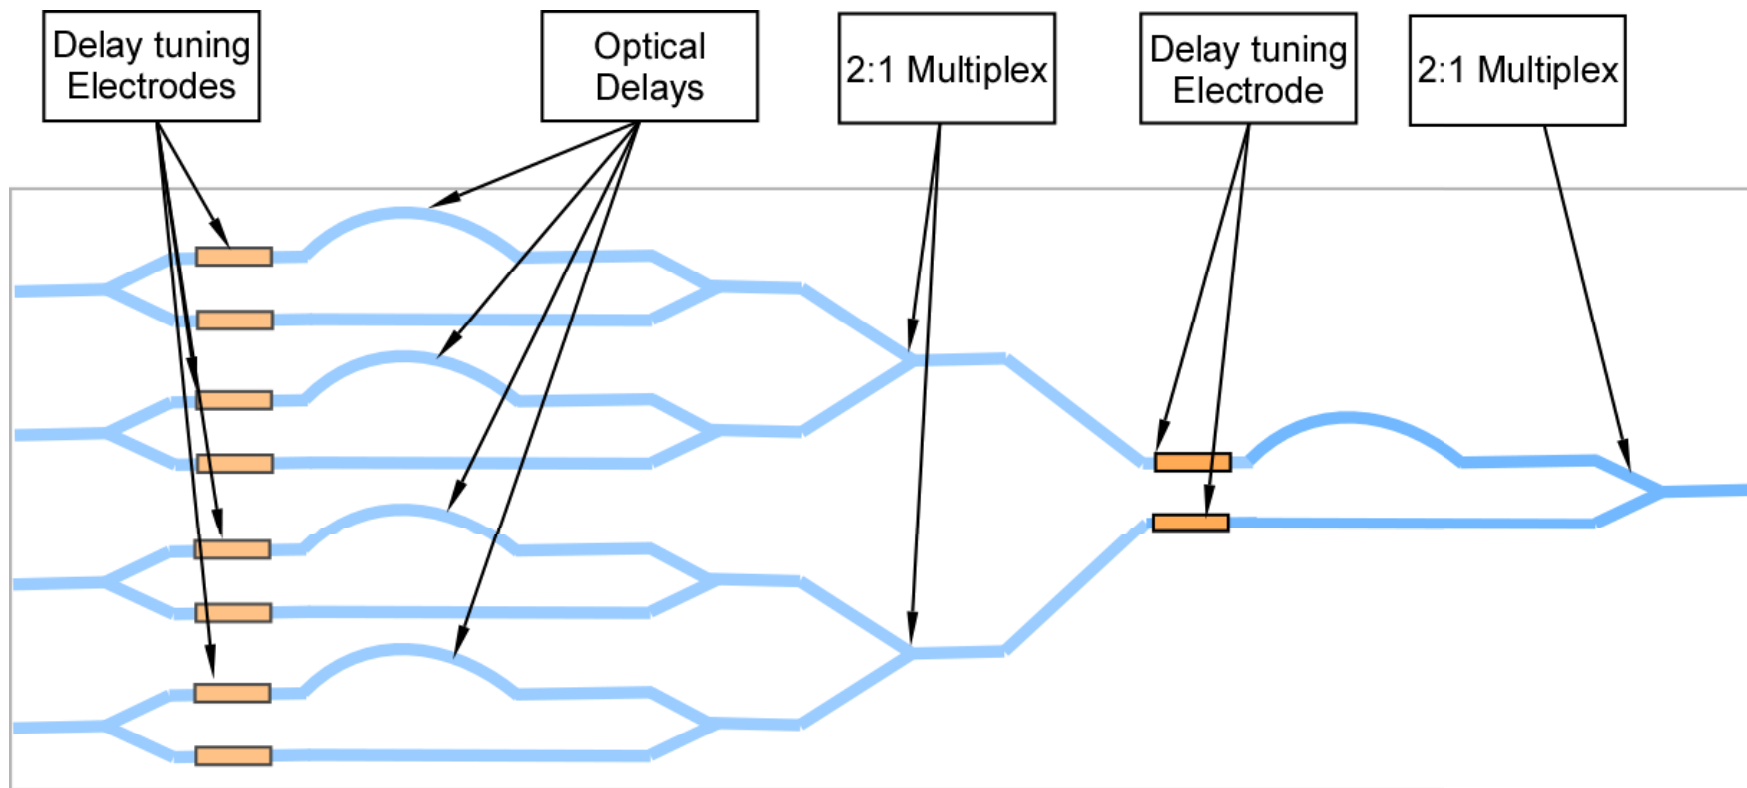 Delay tuning
Electrodes
Optical
Delays
2:1 Multiplex
Delay tuning
Electrode
2:1 Multiplex